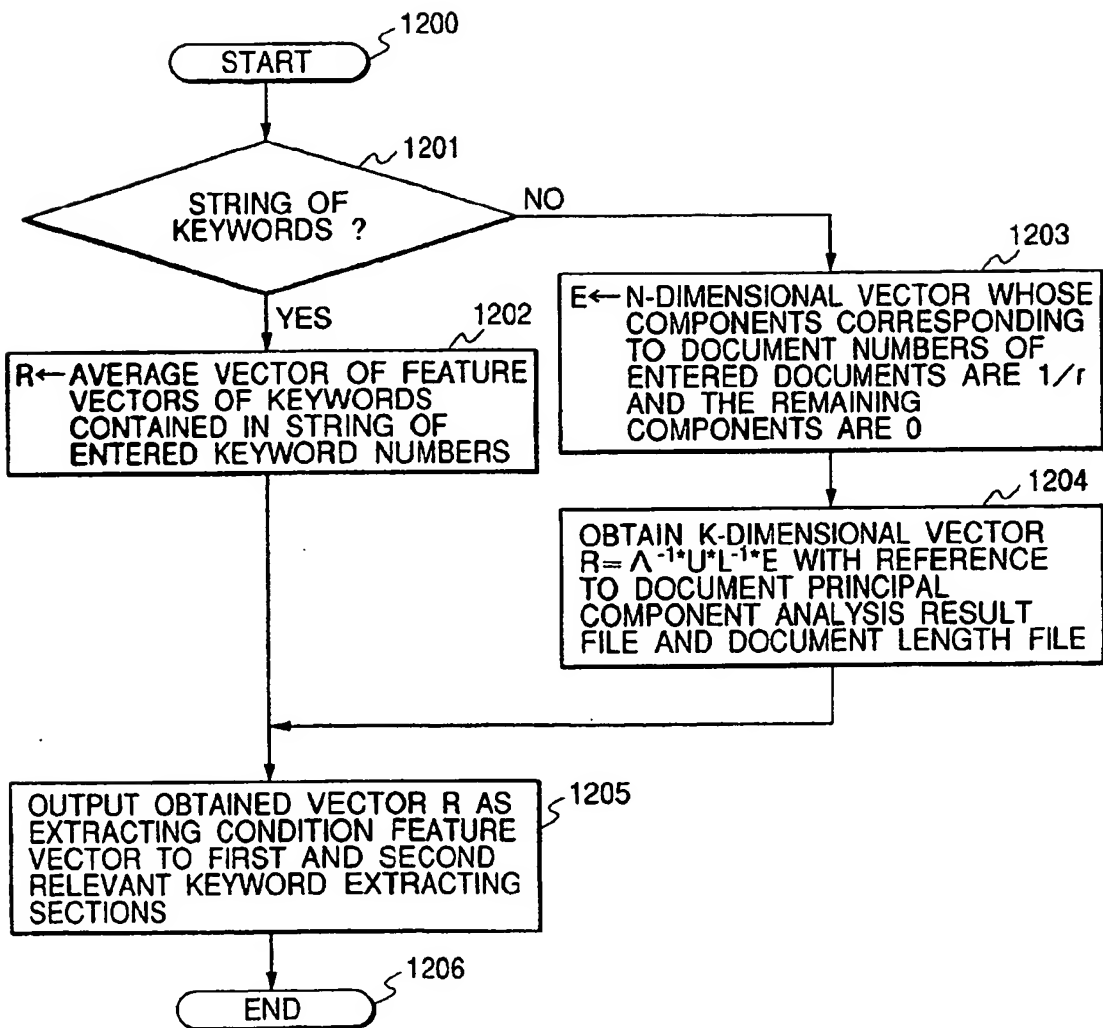 1200
START
1201
STRING OF
KEYWORDS ?
NO
YES
1202
R←AVERAGE VECTOR OF FEATURE
VECTORS OF KEYWORDS
CONTAINED IN STRING OF
ENTERED KEYWORD NUMBERS
1203
E←N-DIMENSIONAL VECTOR WHOSE
COMPONENTS CORRESPONDING
TO DOCUMENT NUMBERS OF
ENTERED DOCUMENTS ARE 1/r
AND THE REMAINING
COMPONENTS ARE 0
1204
OBTAIN K-DIMENSIONAL VECTOR
R=Λ⁻¹*U*L⁻¹*E WITH REFERENCE
TO DOCUMENT PRINCIPAL
COMPONENT ANALYSIS RESULT
FILE AND DOCUMENT LENGTH FILE
1205
OUTPUT OBTAINED VECTOR R AS
EXTRACTING CONDITION FEATURE
VECTOR TO FIRST AND SECOND
RELEVANT KEYWORD EXTRACTING
SECTIONS
1206
END